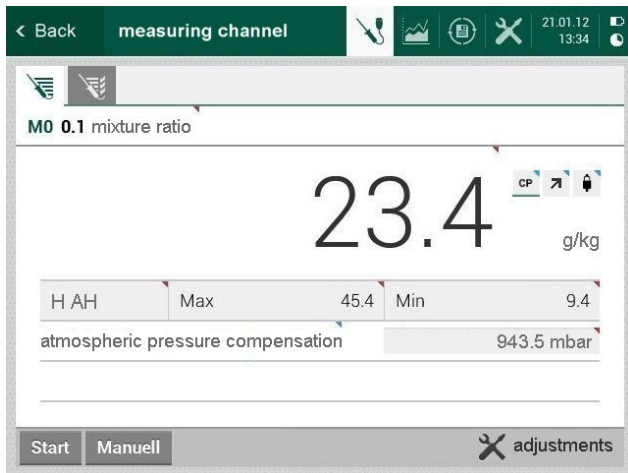 < Back measuring channel 21.01.12
13:34
M0 0.1 mixture ratio
23.4 CP
g/kg
H AH Max 45.4 Min 9.4
atmospheric pressure compensation 943.5 mbar
Start Manuell adjustments